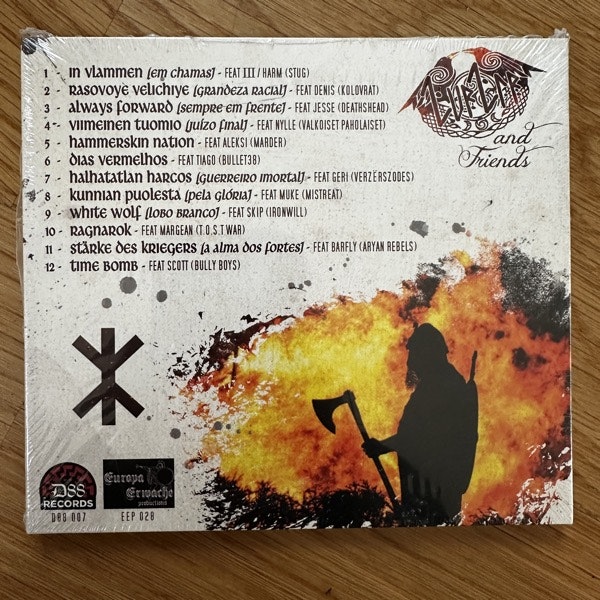 1 - In Vlammen [Em Chamas] - FEAT III / HARM (STUG)
2 - Rasovoye Velichiye [Grandeza Racial] - FEAT DENIS (KOLOVRAT)
3 - Always Forward [Sempre em Frente] - FEAT JESSE (DEATHSHEAD)
4 - Viimeinen Tuomio [Juízo Final] - FEAT NYLLE (VALKOISET PAHOLAISET)
5 - Hammerskin Nation - FEAT ALEKSI (MARDER)
6 - Dias Vermelhos - FEAT TIAGO (BULLET38)
7 - Halhatatlan Harcos [Guerreiro Imortal] - FEAT GERI (VERZERSZODES)
8 - Kunnian Puolesta [Pela Glória] - FEAT MUKE (MISTREAT)
9 - White Wolf [Lobo Branco] - FEAT SKIP (IRONWILL)
10 - Ragnarok - FEAT MARGEAN (T.O.S.T WAR)
11 - Stärke des Kriegers [A Alma dos Fortes] - FEAT BARFLY (ARYAN REBELS)
12 - Time Bomb - FEAT SCOTT (BULLY BOYS)
and
Friends
D88
RECORDS
D88 007
Europa
Erwache
productions
EEP 028